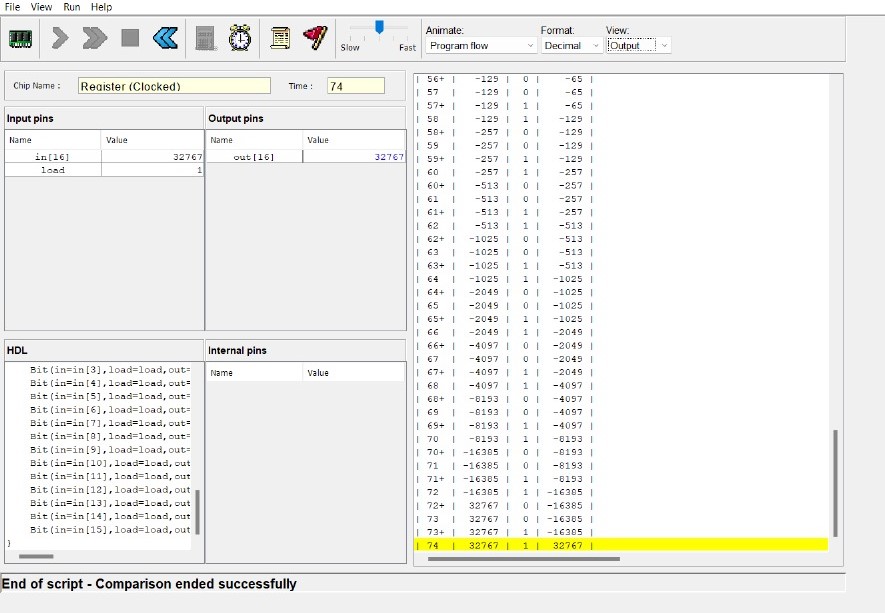 File View Run Help
Animate: Format: View:
Slow Fast Program flow Decimal Output
Chip Name : Register (Clocked) Time : 74
Input pins
Name Value
in[16] 32767
load 1
Output pins
Name Value
out[16] 32767
HDL
Bit(in=in[3],load=load,out=
Bit(in=in[4],load=load,out=
Bit(in=in[5],load=load,out=
Bit(in=in[6],load=load,out=
Bit(in=in[7],load=load,out=
Bit(in=in[8],load=load,out=
Bit(in=in[9],load=load,out=
Bit(in=in[10],load=load,out
Bit(in=in[11],load=load,out
Bit(in=in[12],load=load,out
Bit(in=in[13],load=load,out
Bit(in=in[14],load=load,out
Bit(in=in[15],load=load,out
}
Internal pins
Name Value
| 56+ | -129 | 0 | -65 |
| 57 | -129 | 0 | -65 |
| 57+ | -129 | 1 | -65 |
| 58 | -129 | 1 | -129 |
| 58+ | -257 | 0 | -129 |
| 59 | -257 | 0 | -129 |
| 59+ | -257 | 1 | -129 |
| 60 | -257 | 1 | -257 |
| 60+ | -513 | 0 | -257 |
| 61 | -513 | 0 | -257 |
| 61+ | -513 | 1 | -257 |
| 62 | -513 | 1 | -513 |
| 62+ | -1025 | 0 | -513 |
| 63 | -1025 | 0 | -513 |
| 63+ | -1025 | 1 | -513 |
| 64 | -1025 | 1 | -1025 |
| 64+ | -2049 | 0 | -1025 |
| 65 | -2049 | 0 | -1025 |
| 65+ | -2049 | 1 | -1025 |
| 66 | -2049 | 1 | -2049 |
| 66+ | -4097 | 0 | -2049 |
| 67 | -4097 | 0 | -2049 |
| 67+ | -4097 | 1 | -2049 |
| 68 | -4097 | 1 | -4097 |
| 68+ | -8193 | 0 | -4097 |
| 69 | -8193 | 0 | -4097 |
| 69+ | -8193 | 1 | -4097 |
| 70 | -8193 | 1 | -8193 |
| 70+ | -16385 | 0 | -8193 |
| 71 | -16385 | 0 | -8193 |
| 71+ | -16385 | 1 | -8193 |
| 72 | -16385 | 1 | -16385 |
| 72+ | 32767 | 0 | -16385 |
| 73 | 32767 | 0 | -16385 |
| 73+ | 32767 | 1 | -16385 |
| 74 | 32767 | 1 | 32767 |
End of script - Comparison ended successfully